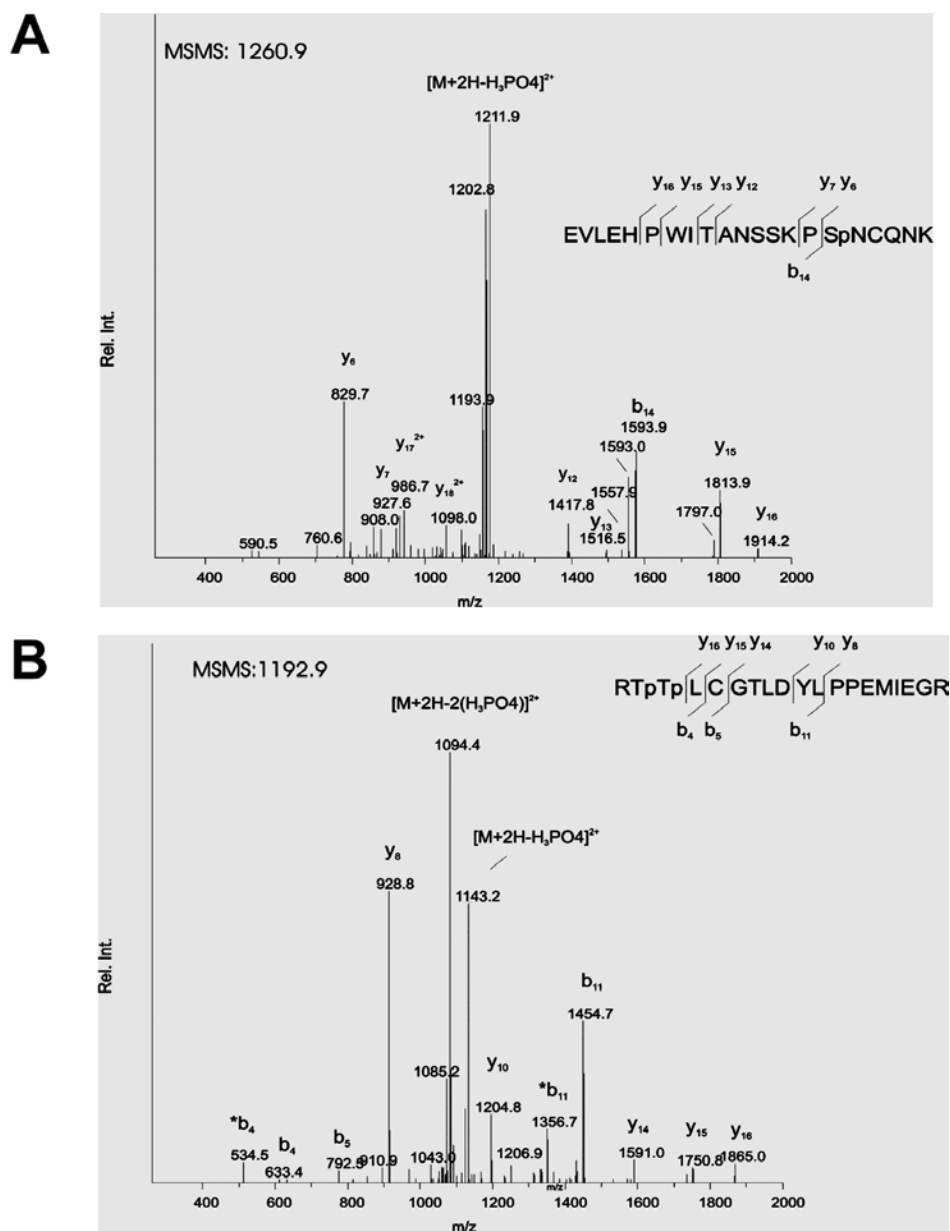 A
MSMS: 1260.9
[M+2H-H₃PO4]²⁺
1211.9
1202.8
y₁₆ y₁₅ y₁₃ y₁₂ y₇ y₆
EVLEHPWITANSSKPSpNCQNK
b₁₄
Rel. Int.
y₆
829.7
1193.9
b₁₄
1593.9
1593.0
y₁₇²⁺
986.7
y₇
927.6
908.0
y₁₈²⁺
1098.0
y₁₂
1417.8
1557.9
y₁₃
1516.5
y₁₅
1813.9
1797.0
y₁₆
1914.2
590.5
760.6
400 600 800 1000 1200 1400 1600 1800 2000
m/z
B
MSMS:1192.9
y₁₆ y₁₅ y₁₄ y₁₀ y₈
RTpTpLCGTLDYLPPEMIEGR
b₄ b₅ b₁₁
[M+2H-2(H₃PO4)]²⁺
1094.4
[M+2H-H₃PO4]²⁺
1143.2
y₈
928.8
Rel. Int.
b₁₁
1454.7
1085.2
y₁₀
1204.8
*b₁₁
1356.7
*b₄
534.5
b₄
633.4
b₅
792.5
910.9
1043.0
1206.9
y₁₄
1591.0
y₁₅
1750.8
y₁₆
1865.0
m/z
400 600 800 1000 1200 1400 1600 1800 2000
m/z